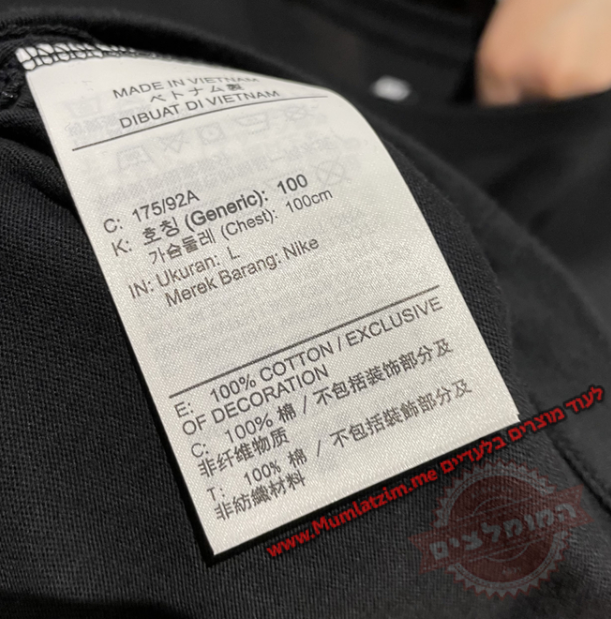 MADE IN VIETNAM
ベトナム製
DIBUAT DI VIETNAM
C: 175/92A
K: 호칭 (Generic): 100
가슴둘레 (Chest): 100cm
IN: Ukuran: L
Merek Barang: Nike
E: 100% COTTON / EXCLUSIVE
OF DECORATION
C: 100% 棉 / 不包括装饰部分及
非纤维物质
T: 100% 棉 / 不包括裝飾部分及
非紡織材料
לעוד מוצרים בלעדיים www.Mumlatzim.me
המומלצים